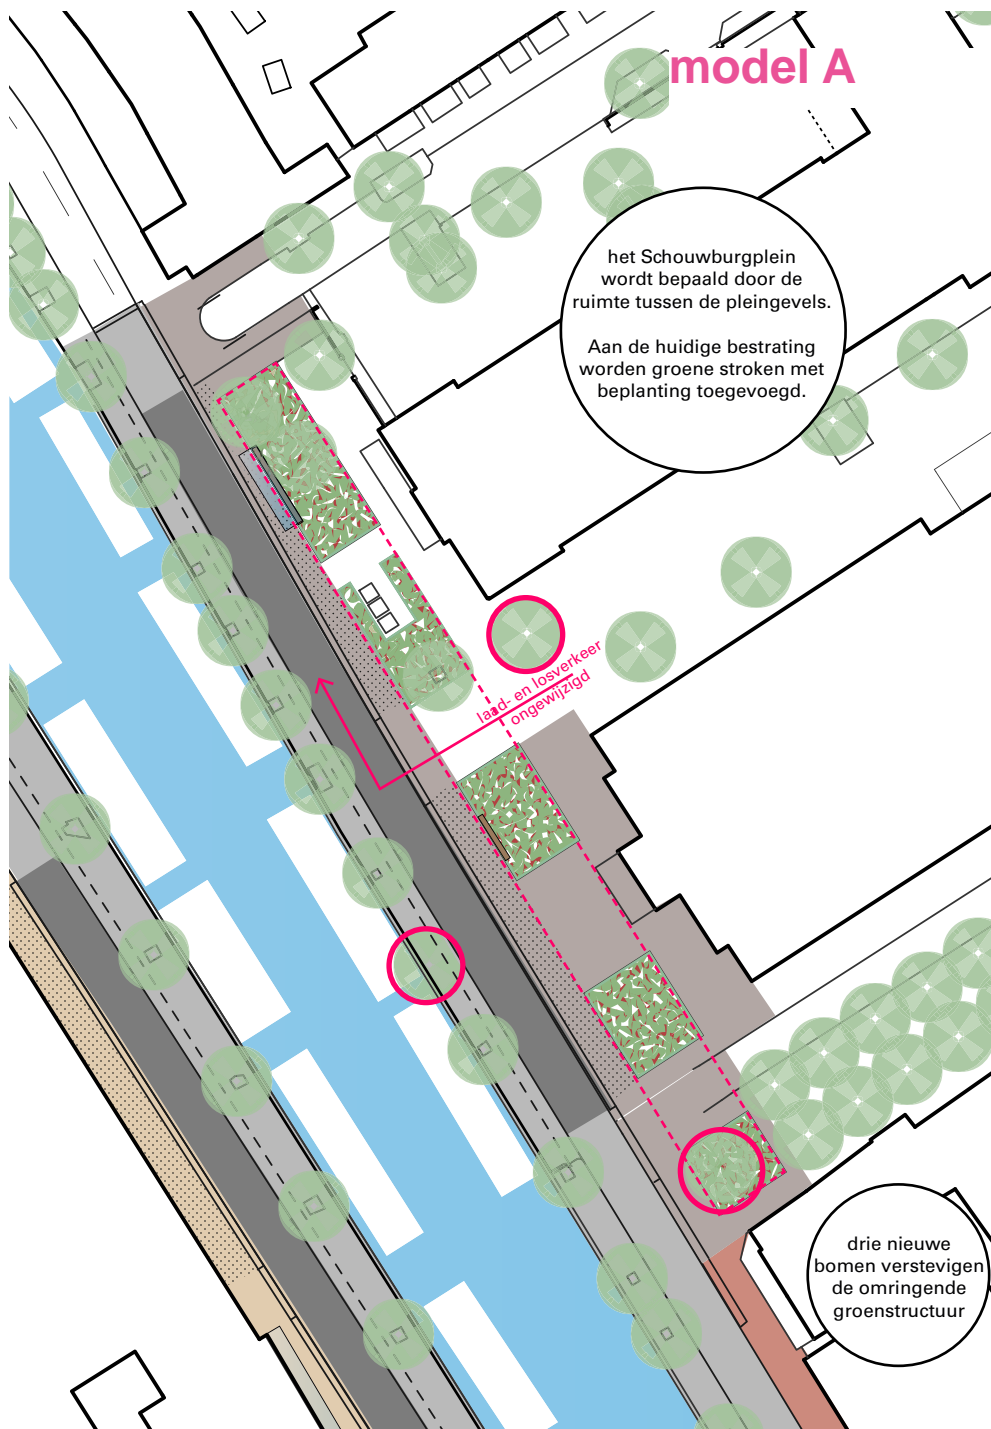 model A
het Schouwburgplein
wordt bepaald door de
ruimte tussen de pleingevels.
Aan de huidige bestrating
worden groene stroken met
beplanting toegevoegd.
laad- en losverkeer
ongewijzigd
drie nieuwe
bomen verstevigen
de omringende
groenstructuur